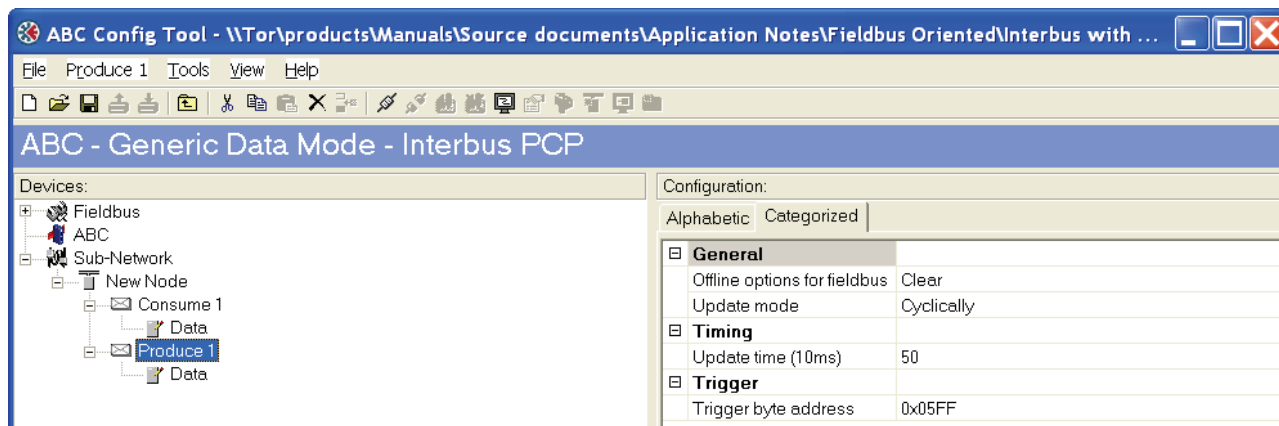 ABC Config Tool - \\Tor\products\Manuals\Source documents\Application Notes\Fieldbus Oriented\Interbus with ...
File Produce 1 Tools View Help
ABC - Generic Data Mode - Interbus PCP
Devices:
Fieldbus
ABC
Sub-Network
New Node
Consume 1
Data
Produce 1
Data
Configuration:
Alphabetic Categorized
General
Offline options for fieldbus Clear
Update mode Cyclically
Timing
Update time (10ms) 50
Trigger
Trigger byte address 0x05FF